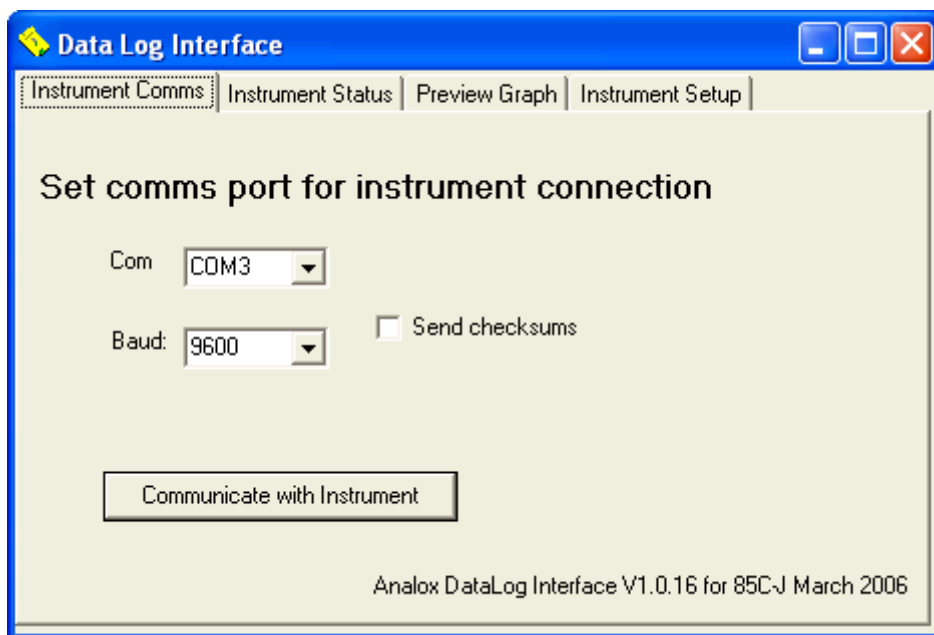 Data Log Interface
Instrument Comms Instrument Status Preview Graph Instrument Setup
Set comms port for instrument connection
Com COM3
Baud: 9600 Send checksums
Communicate with Instrument
Analox DataLog Interface V1.0.16 for 85C-J March 2006